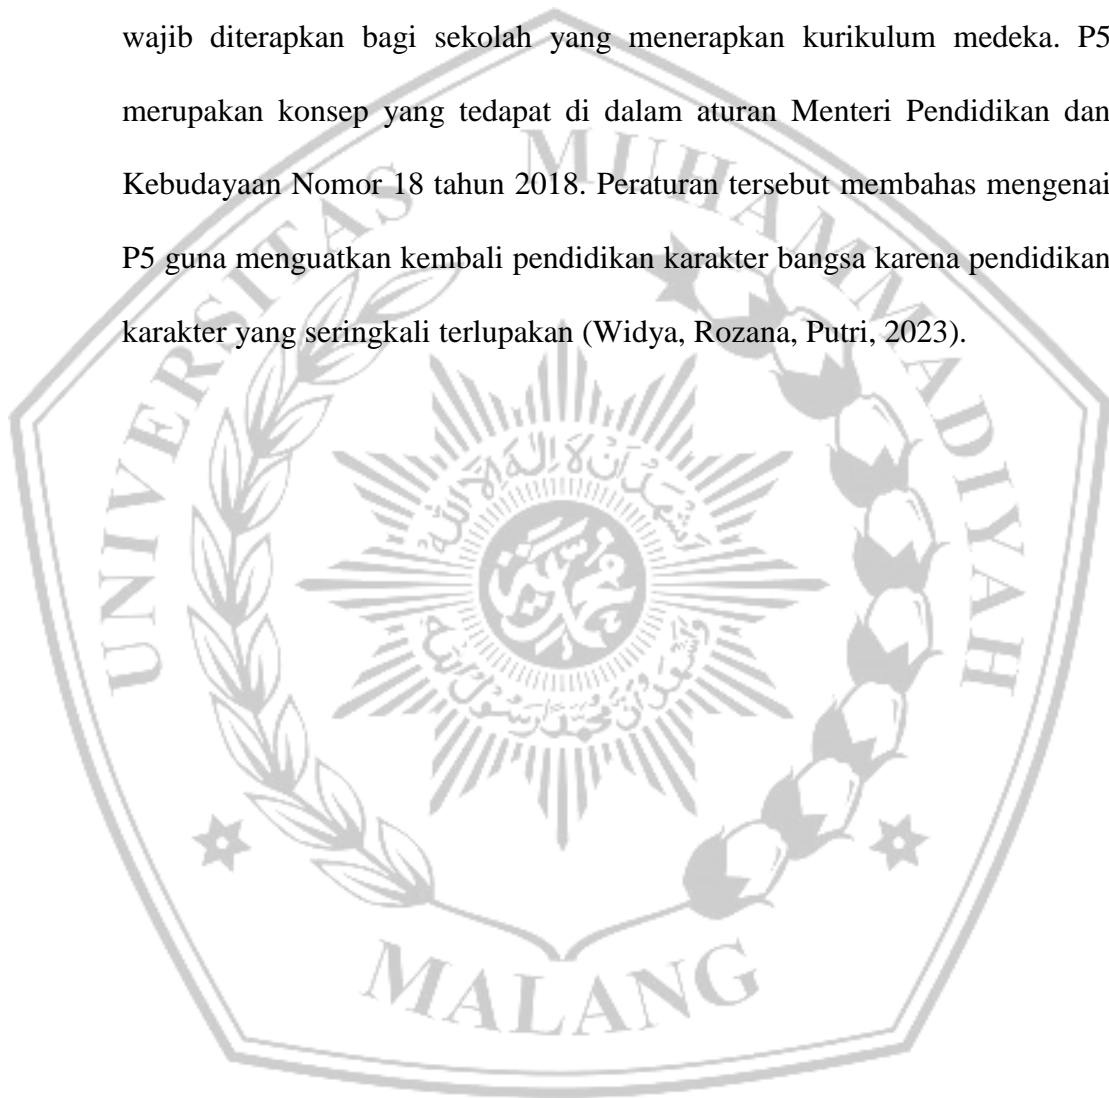 wajib diterapkan bagi sekolah yang menerapkan kurikulum medeka. P5
merupakan konsep yang tedapat di dalam aturan Menteri Pendidikan dan
Kebudayaan Nomor 18 tahun 2018. Peraturan tersebut membahas mengenai
P5 guna menguatkan kembali pendidikan karakter bangsa karena pendidikan
karakter yang seringkali terlupakan (Widya, Rozana, Putri, 2023).
UNIVERSITAS MUHAMMADIYAH
MALANG